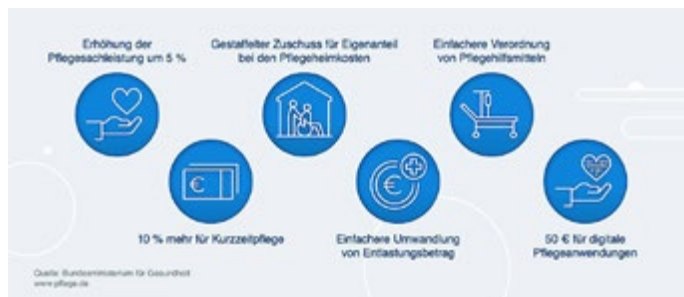 Erhöhung der
Pflegesachleistung um 5 %
Gestaffelter Zuschuss für Eigenanteil
bei den Pflegeheimkosten
Einfachere Verordnung
von Pflegehilfsmitteln
€
10 % mehr für Kurzzeitpflege
€
Einfachere Umwandlung
von Entlastungsbetrag
50 € für digitale
Pflegeanwendungen
Quelle: Bundesministerium für Gesundheit
www.pflege.de